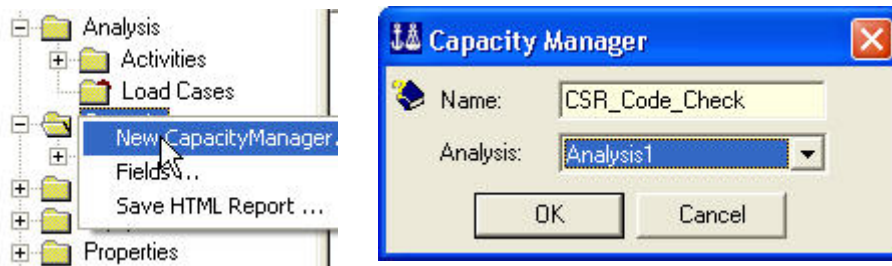 Analysis
Activities
Load Cases
New CapacityManager.
Fields...
Save HTML Report ...
Properties
Capacity Manager
Name: CSR_Code_Check
Analysis: Analysis1
OK Cancel